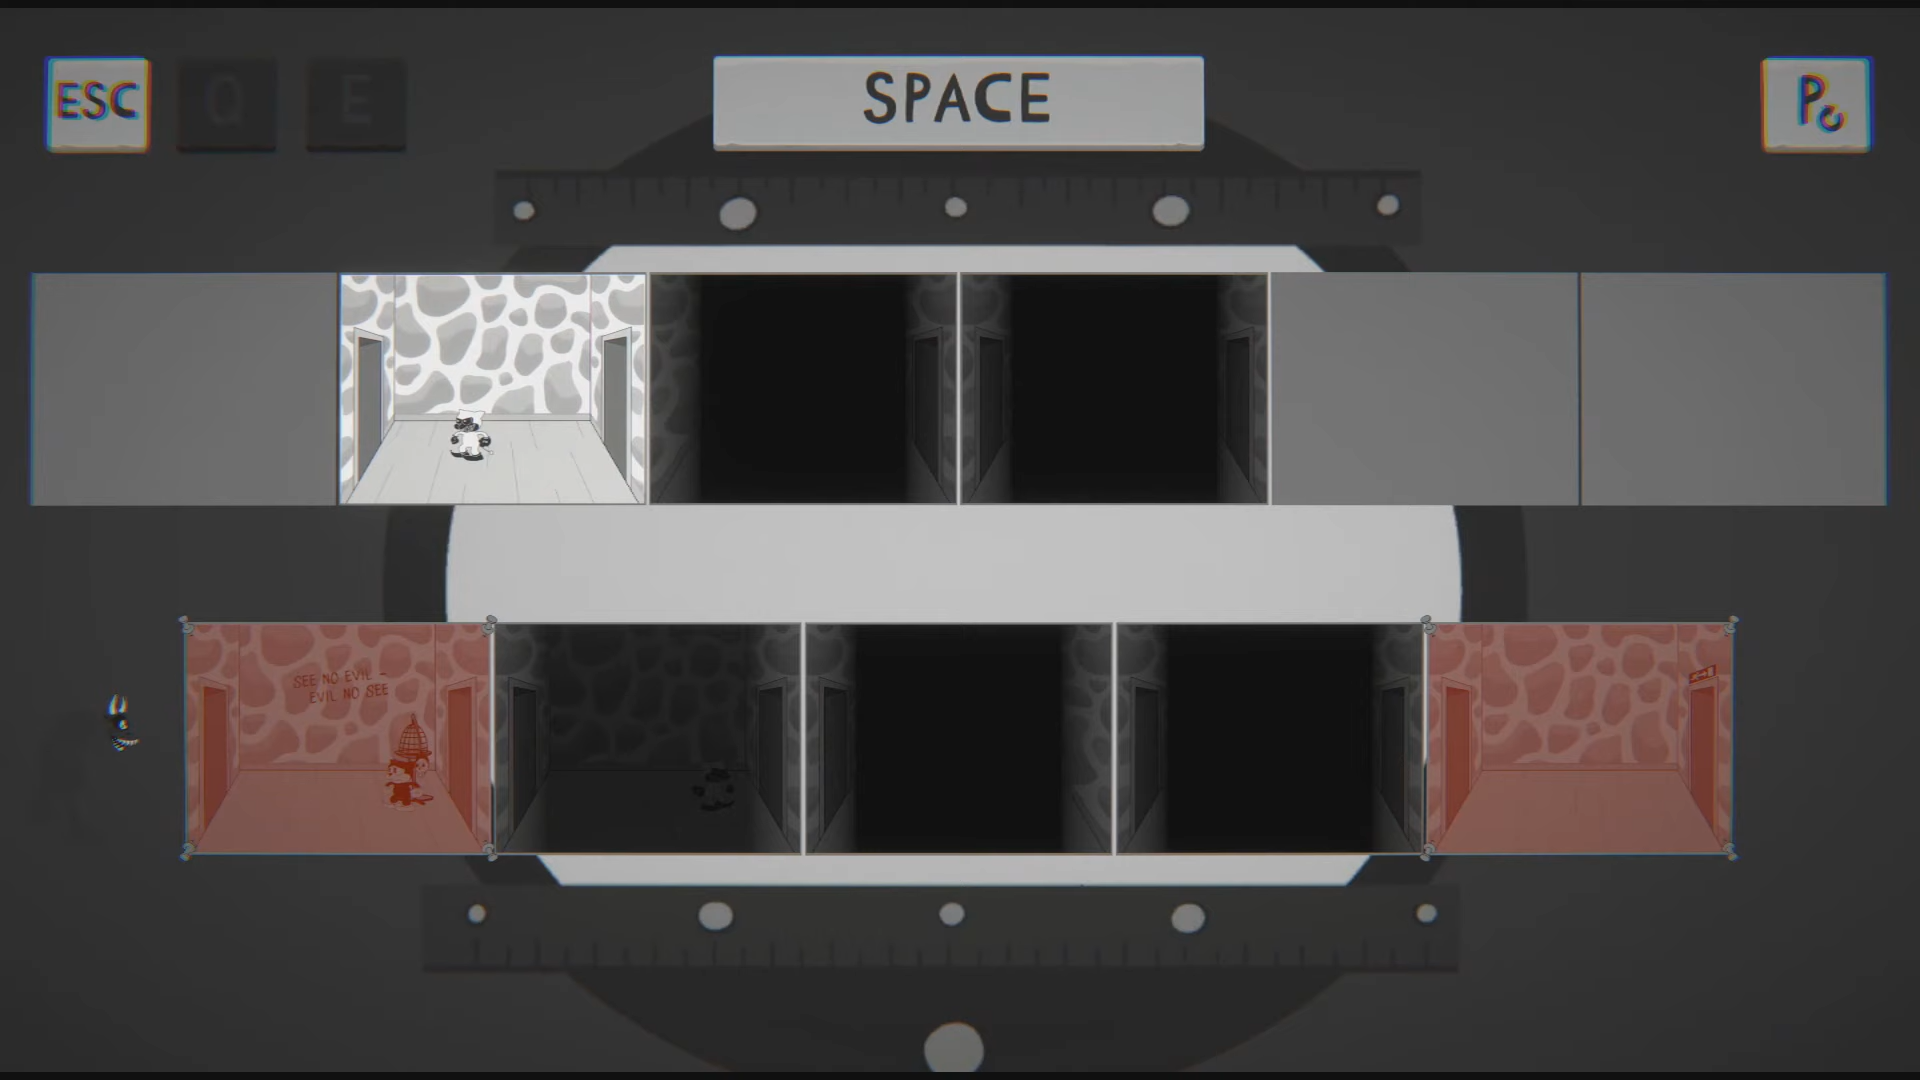 ESC
Q
E
SPACE
P
SEE NO EVIL -
EVIL NO SEE